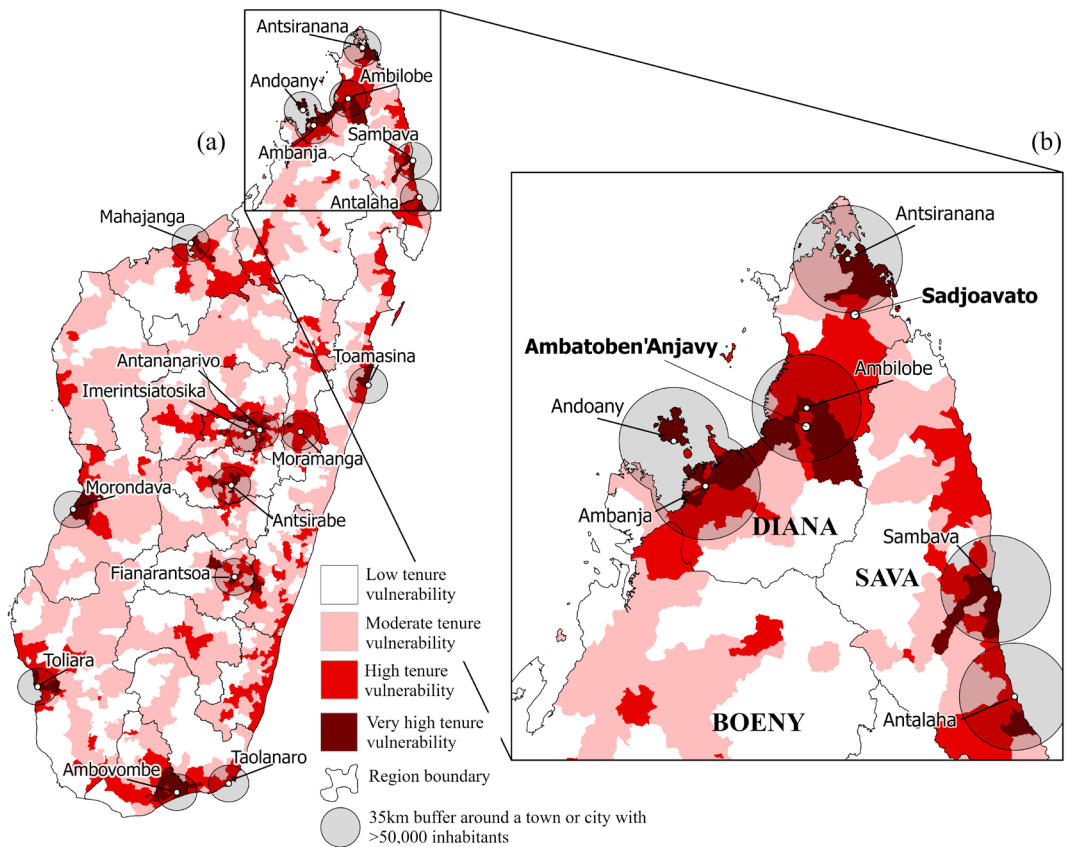 (a)
Antsiranana
Andoany
Ambilobe
Ambanja
Sambava
Antalaha
Mahajanga
Antananarivo
Toamasina
Imerintsiatosika
Moramanga
Morondava
Antsirabe
Fianarantsoa
Toliara
Ambovombe
Taolanaro
Low tenure
vulnerability
Moderate tenure
vulnerability
High tenure
vulnerability
Very high tenure
vulnerability
Region boundary
35km buffer around a town or city with
>50,000 inhabitants
(b)
Antsiranana
Sadjoavato
Ambatoben'Anjavy
Ambilobe
Andoany
Ambanja
DIANA
Sambava
SAVA
Antalaha
BOENY